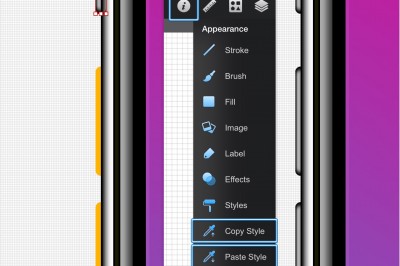 Appearance
Stroke
Brush
Fill
Image
Label
Effects
Styles
Copy Style
Paste Style